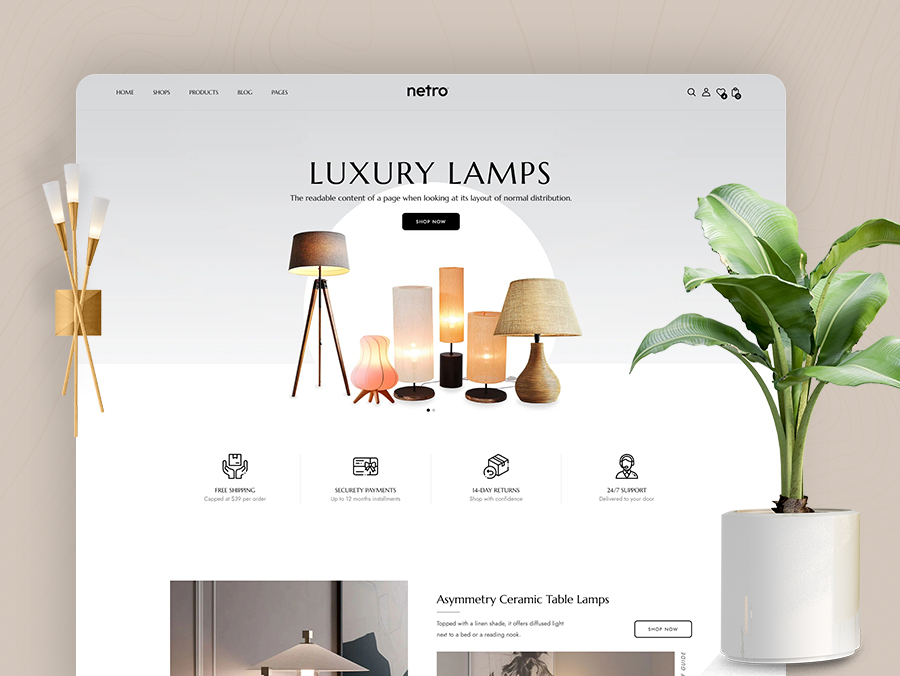 HOME SHOPS PRODUCTS BLOG PAGES
netro
4 0
LUXURY LAMPS
The readable content of a page when looking at its layout of normal distribution.
SHOP NOW
FREE SHIPPING
Capped at $39 per order
SECURETY PAYMENTS
Up to 12 months installments
14-DAY RETURNS
Shop with confidence
24/7 SUPPORT
Delivered to your door
Asymmetry Ceramic Table Lamps
Topped with a linen shade, it offers diffused light
next to a bed or a reading nook.
SHOP NOW
GUIDE